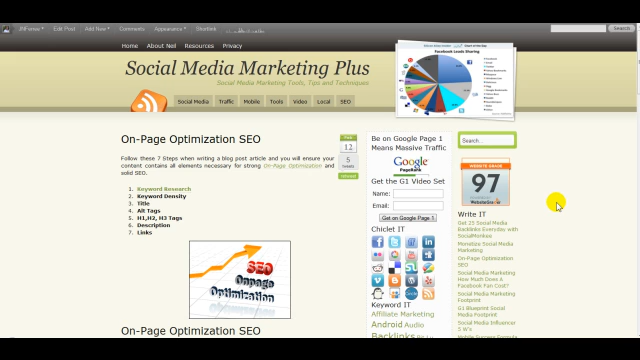 JNFerree Edit Post Add New Comments Appearance Shortlink Search
Home About Neil Resources Privacy
Social Media Marketing Plus
Social Media Marketing Tools, Tips and Techniques
Social Media Traffic Mobile Tools Video Local SEO
Facebook Leads Sharing
On-Page Optimization SEO
12
5
Follow these 7 Steps when writing a blog post article and you will ensure your
content contains all elements necessary for strong On-Page Optimization and
solid SEO.
1. Keyword Research
2. Keyword Density
3. Title
4. Alt Tags
5. H1,H2, H3 Tags
6. Description
7. Links
SEO
Onpage
Optimization
On-Page Optimization SEO
Be on Google Page 1
Means Massive Traffic
Google
PageRank
Get the G1 Video Set
Name:
Email:
Get on Google Page 1
Chiclet IT
Keyword IT
Affiliate Marketing
Android Audio
Backlinks
Search...
WEBSITE GRADE
97
Write IT
Get 25 Social Media
Backlinks Everyday with
SocialMonkee
Monetize Social Media
Marketing
On-Page Optimization
SEO
Social Media Marketing
How Much Does A
Facebook Fan Cost?
Social Media Marketing
Footprint
G1 Blueprint Social
Media Footprint
Social Media Influencer
5 W's
Mobile Success Formula